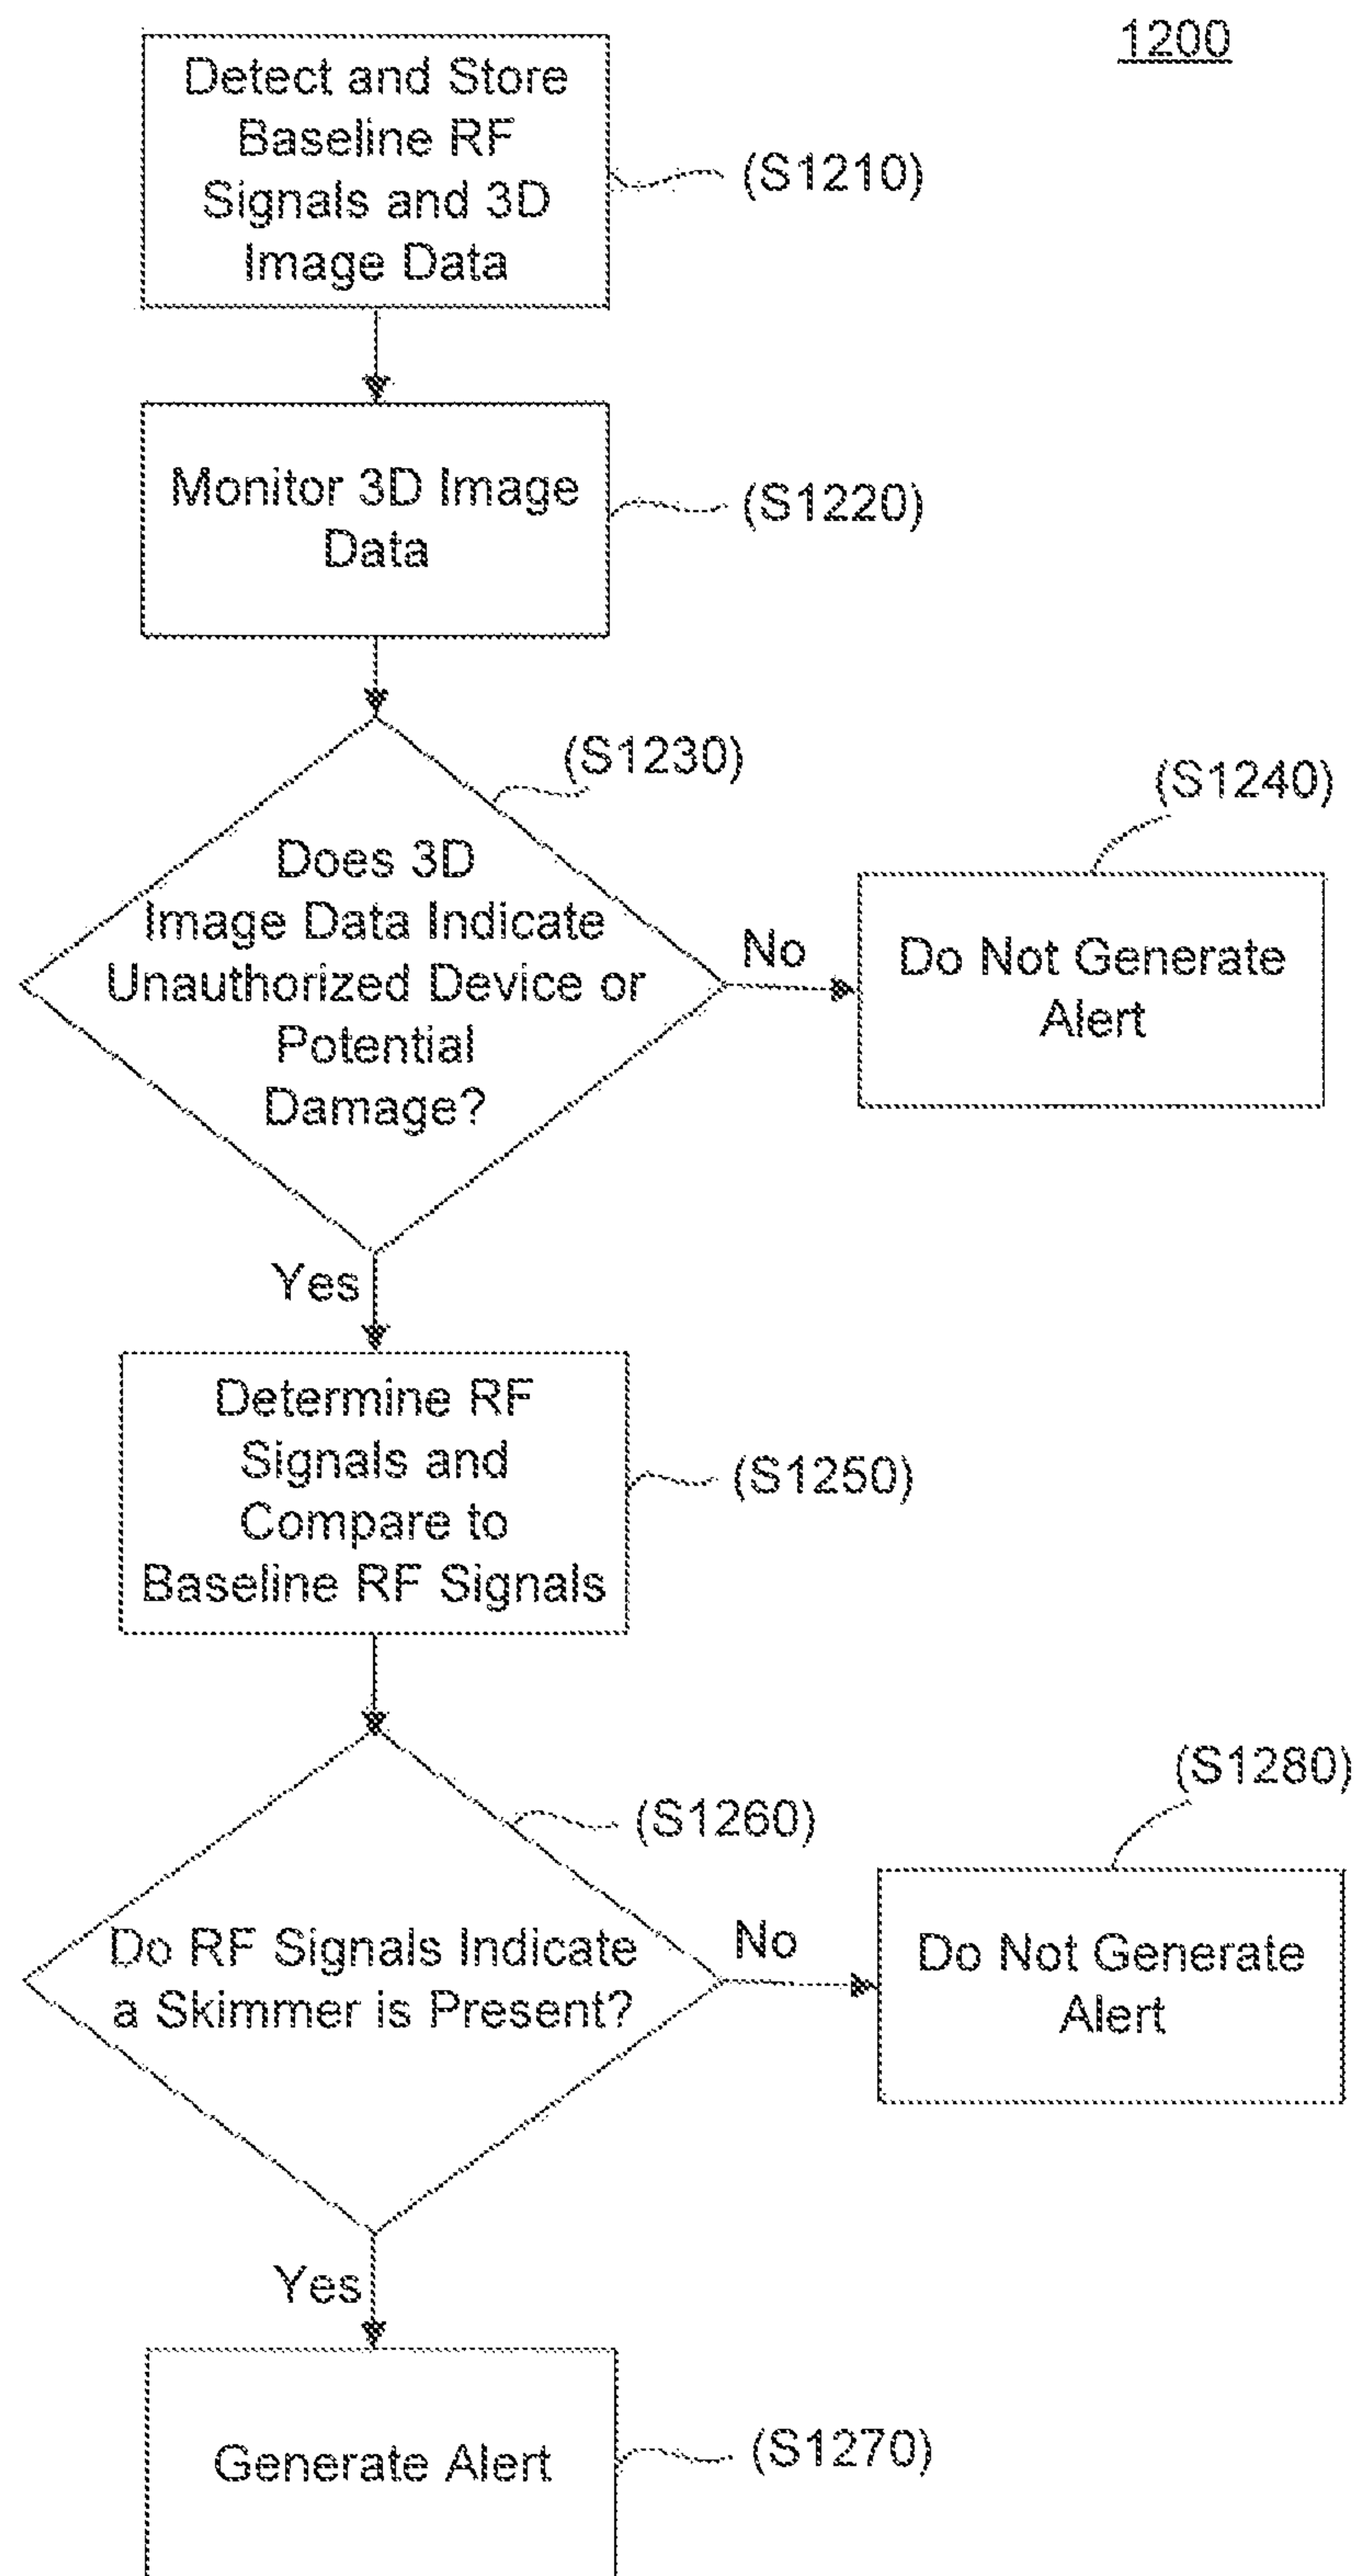 1200
Detect and Store
Baseline RF
Signals and 3D
Image Data
(S1210)
Monitor 3D Image
Data
(S1220)
(S1230)
Does 3D
Image Data Indicate
Unauthorized Device or
Potential
Damage?
No
(S1240)
Do Not Generate
Alert
Yes
Determine RF
Signals and
Compare to
Baseline RF Signals
(S1250)
(S1260)
Do RF Signals Indicate
a Skimmer is Present?
No
(S1280)
Do Not Generate
Alert
Yes
Generate Alert
(S1270)